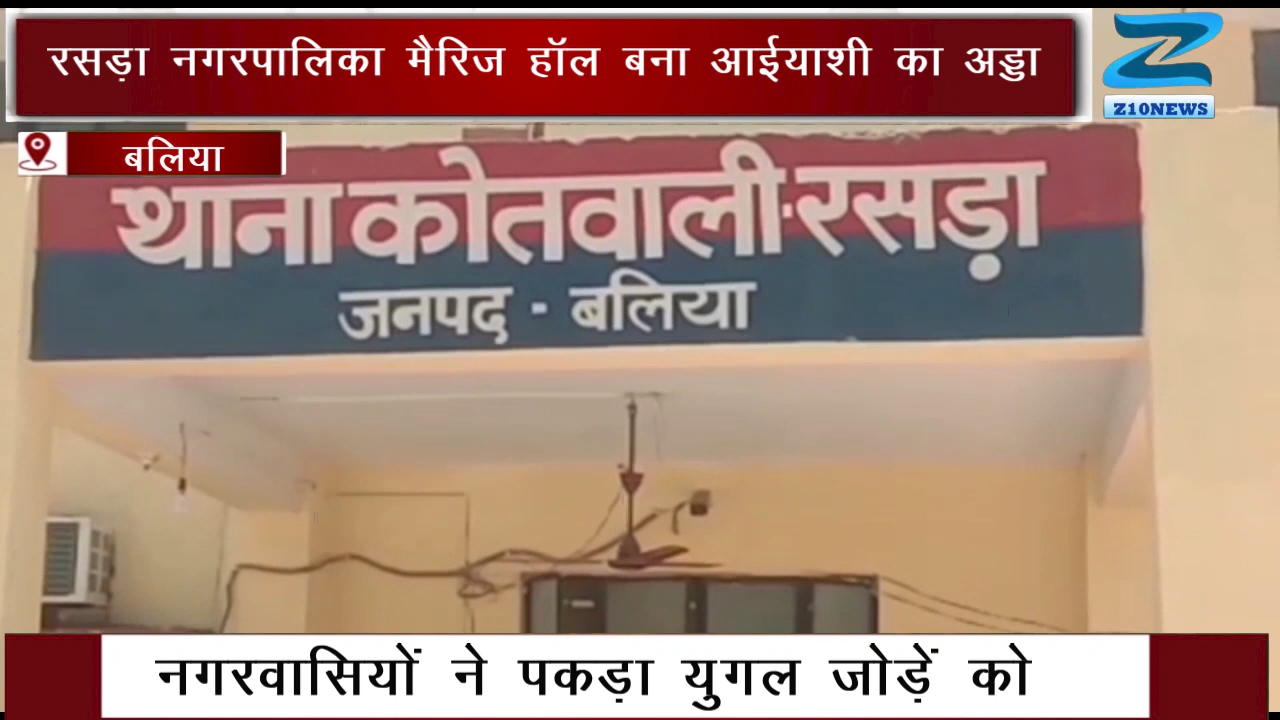 रसड़ा नगरपालिका मैरिज हॉल बना आईयाशी का अड्डा
Z10NEWS
बलिया
थाना कोतवाली-रसड़ा
जनपद - बलिया
नगरवासियों ने पकड़ा युगल जोड़ें को